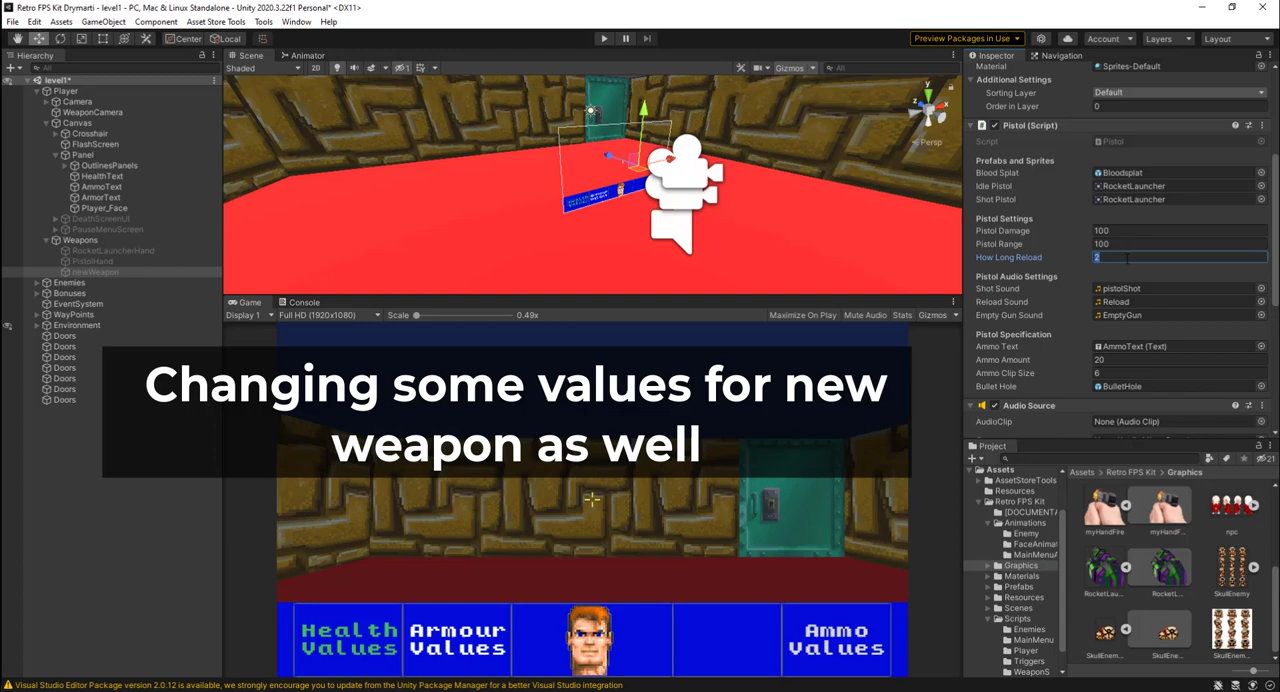 Retro FPS Kit Drymarti - level1 - PC, Mac & Linux Standalone - Unity 2020.3.22f1 Personal* <DX11>
File Edit Assets GameObject Component Asset Store Tools Tools Window Help
Center Local Preview Packages in Use Account Layers Layout
Hierarchy
All
level1*
Player
Camera
WeaponCamera
Canvas
Crosshair
FlashScreen
Panel
OutlinesPanels
HealthText
AmmoText
ArmorText
Player_Face
DeathScreenUI
PauseMenuScreen
Weapons
RocketLauncherHand
PistolHand
newWeapon
Enemies
Bonuses
EventSystem
WayPoints
Environment
Doors
Doors
Doors
Doors
Doors
Doors
Doors
Scene Animator
Shaded 2D Gizmos All
y
z x
Persp
Game Console
Display 1 Full HD (1920x1080) Scale 0.49x Maximize On Play Mute Audio Stats Gizmos
Changing some values for new
weapon as well
Health
Values
Armour
Values
Ammo
Values
Inspector Navigation
Material Sprites-Default
Additional Settings
Sorting Layer Default
Order in Layer 0
Pistol (Script)
Script Pistol
Prefabs and Sprites
Blood Splat Bloodsplat
Idle Pistol RocketLauncher
Shot Pistol RocketLauncher
Pistol Settings
Pistol Damage 100
Pistol Range 100
How Long Reload 2
Pistol Audio Settings
Shot Sound pistolShot
Reload Sound Reload
Empty Gun Sound EmptyGun
Pistol Specification
Ammo Text AmmoText (Text)
Ammo Amount 20
Ammo Clip Size 6
Bullet Hole BulletHole
Audio Source
AudioClip None (Audio Clip)
Project
21
Assets
AssetStoreTools
Resources
Retro FPS Kit
[DOCUMENTA
Animations
Enemy
FaceAnimat
MainMenuA
Graphics
Materials
Prefabs
Resources
Scenes
Scripts
Enemies
MainMenu
Player
Triggers
WeaponS
Assets > Retro FPS Kit > Graphics
myHandFire myHandF... npc
RocketLau... RocketL... SkullEnemy
SkullEnem... SkullEne... SkullEnem...
Visual Studio Editor Package version 2.0.12 is available, we strongly encourage you to update from the Unity Package Manager for a better Visual Studio integration